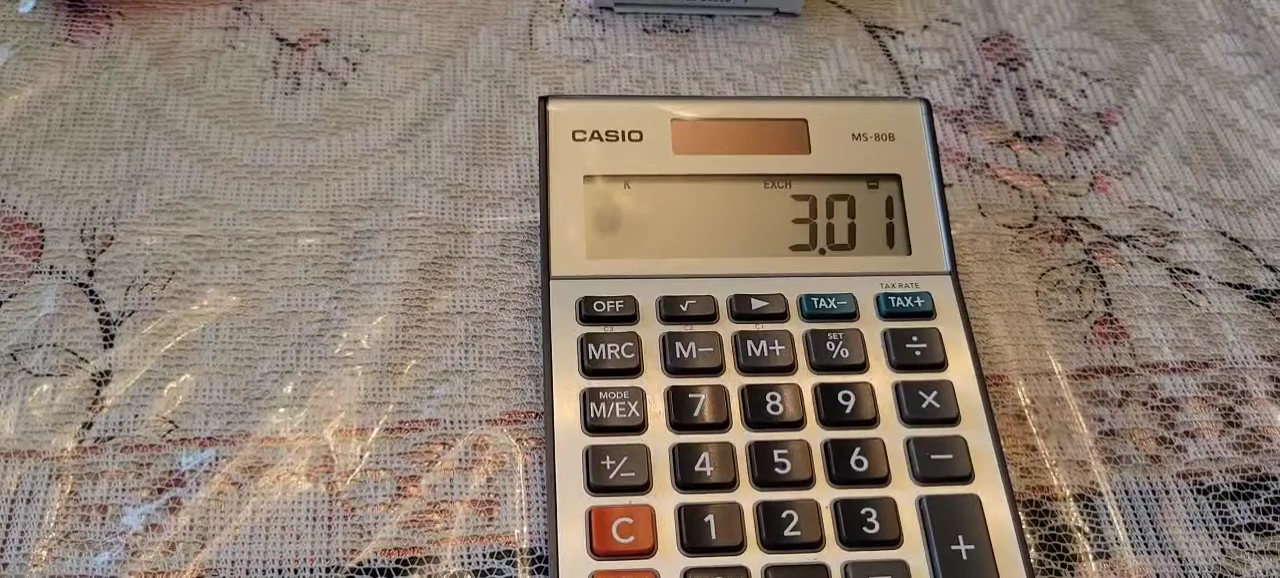 CASIO MS-80B
K EXCH
3.01
TAX RATE
OFF √ ▶ TAX− TAX+
C3 C2 C1 SET
MRC M− M+ % ÷
MODE
M/EX 7 8 9 ×
+/− 4 5 6 −
C 1 2 3 +